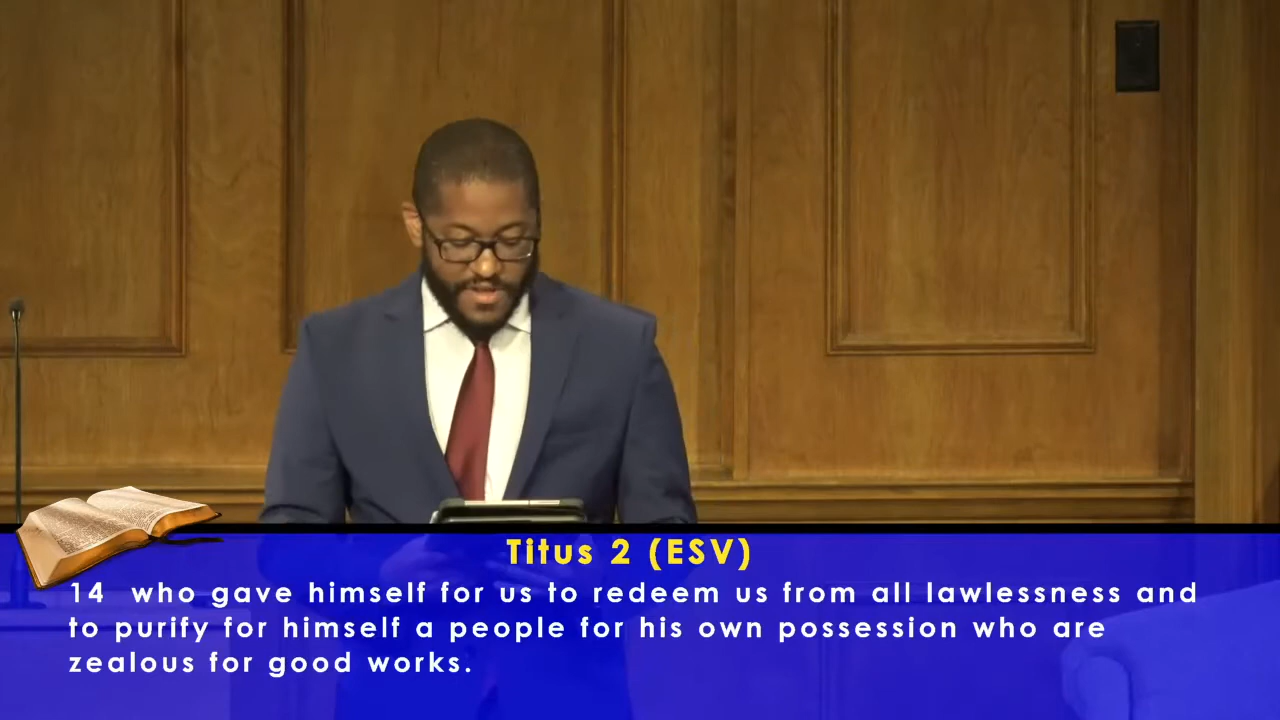 Titus 2 (ESV)
14 who gave himself for us to redeem us from all lawlessness and
to purify for himself a people for his own possession who are
zealous for good works.